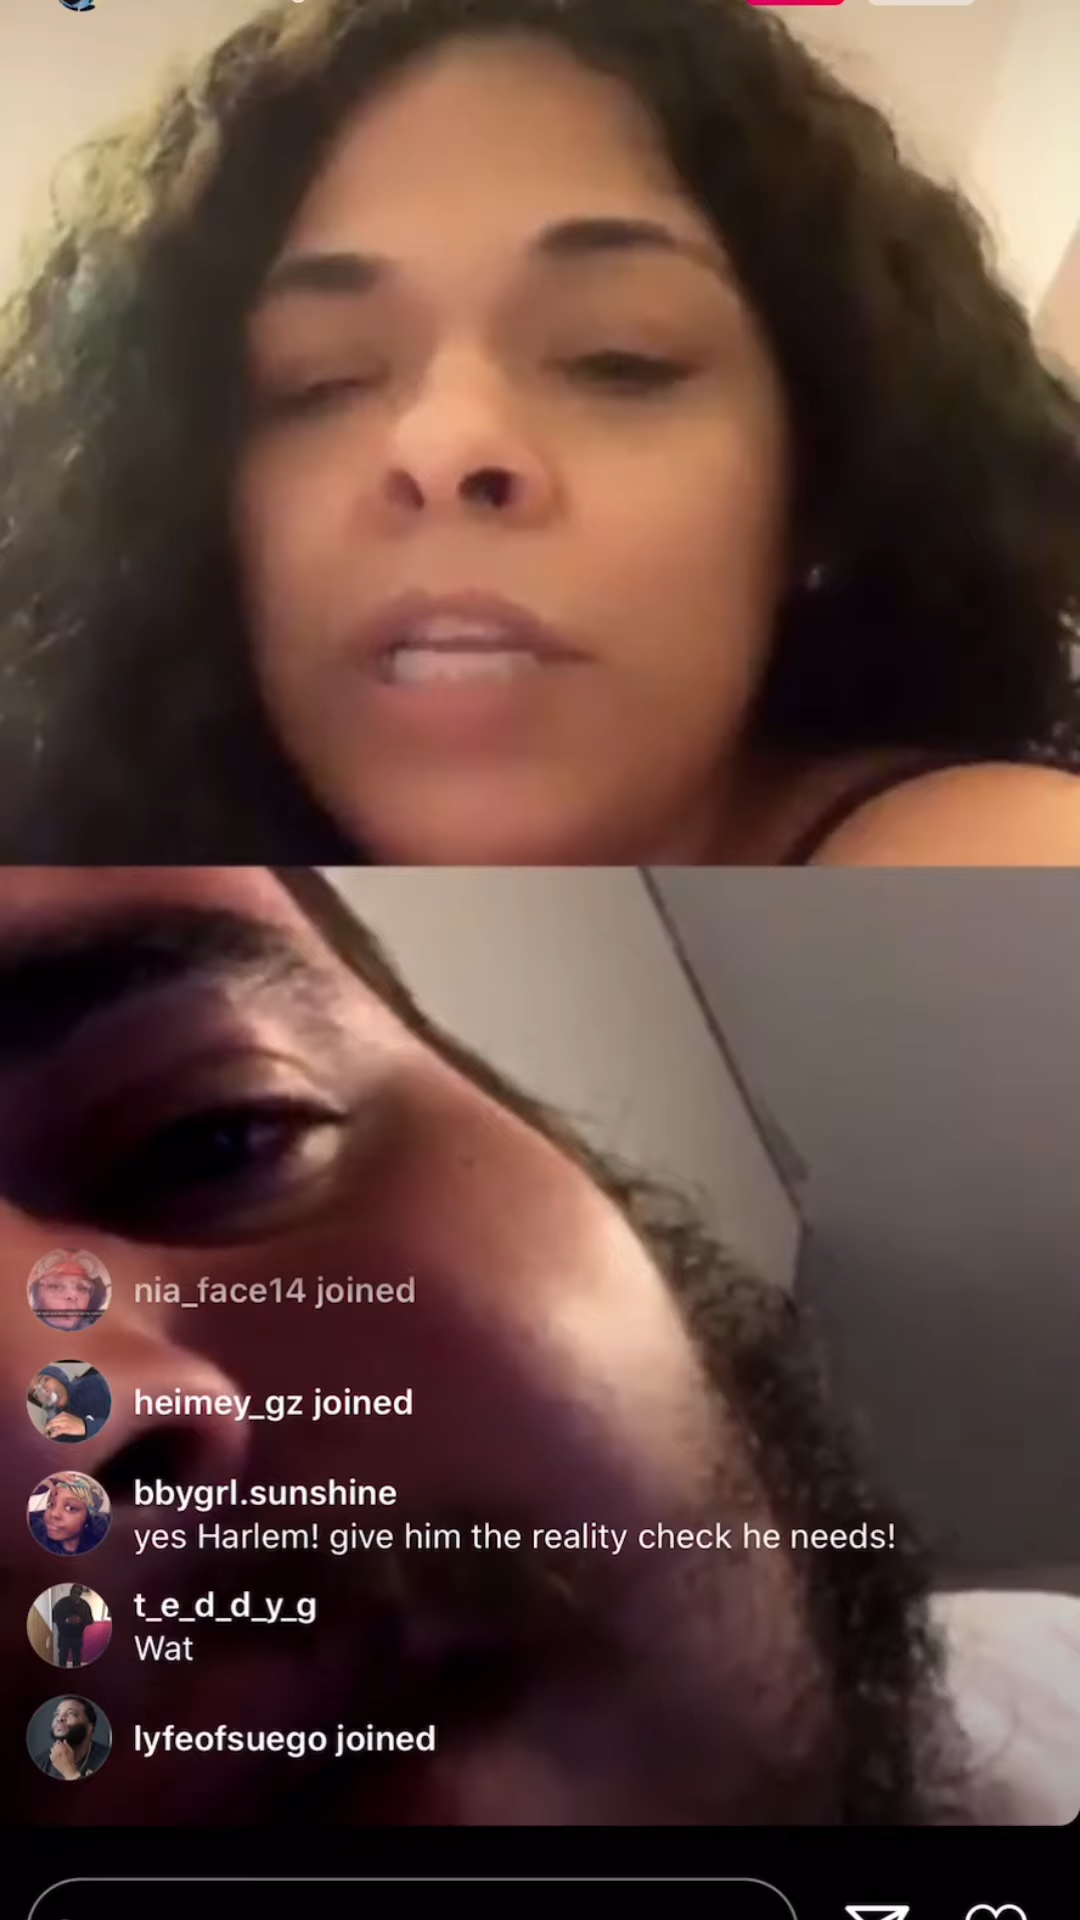 nia_face14 joined
heimey_gz joined
bbygrl.sunshine
yes Harlem! give him the reality check he needs!
t_e_d_d_y_g
Wat
lyfeofsuego joined